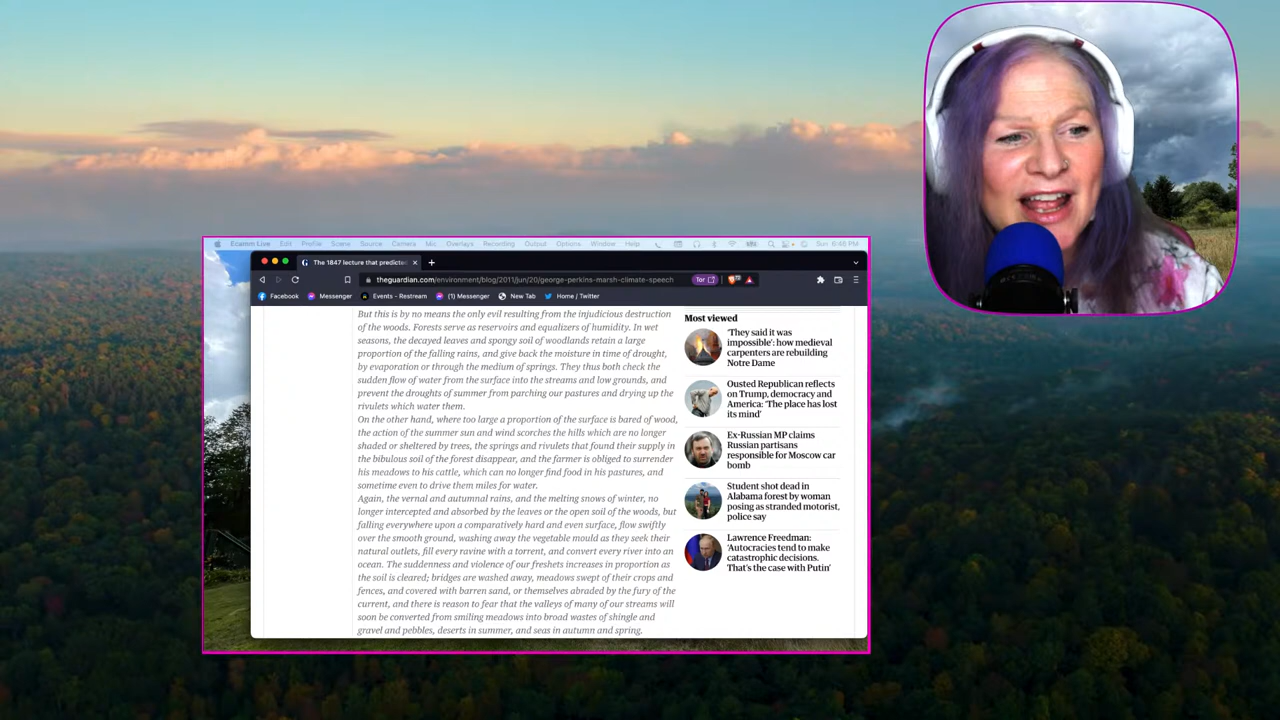 Ecamm Live Edit Profile Scene Source Camera Overlays Recording Output Options Window Help Sun 6:46 PM
The 1847 lecture that predicted
theguardian.com/environment/blog/2011/jun/20/george-perkins-marsh-climate-speech
Tor
Facebook Messenger Events - Restream (1) Messenger New Tab Home / Twitter
But this is by no means the only evil resulting from the injudicious destruction
of the woods. Forests serve as reservoirs and equalizers of humidity. In wet
seasons, the decayed leaves and spongy soil of woodlands retain a large
proportion of the falling rains, and give back the moisture in time of drought,
by evaporation or through the medium of springs. They thus both check the
sudden flow of water from the surface into the streams and low grounds, and
prevent the droughts of summer from parching our pastures and drying up the
rivulets which water them.
On the other hand, where too large a proportion of the surface is bared of wood,
the action of the summer sun and wind scorches the hills which are no longer
shaded or sheltered by trees, the springs and rivulets that found their supply in
the bibulous soil of the forest disappear, and the farmer is obliged to surrender
his meadows to his cattle, which can no longer find food in his pastures, and
sometime even to drive them miles for water.
Again, the vernal and autumnal rains, and the melting snows of winter, no
longer intercepted and absorbed by the leaves or the open soil of the woods, but
falling everywhere upon a comparatively hard and even surface, flow swiftly
over the smooth ground, washing away the vegetable mould as they seek their
natural outlets, fill every ravine with a torrent, and convert every river into an
ocean. The suddenness and violence of our freshets increases in proportion as
the soil is cleared; bridges are washed away, meadows swept of their crops and
fences, and covered with barren sand, or themselves abraded by the fury of the
current, and there is reason to fear that the valleys of many of our streams will
soon be converted from smiling meadows into broad wastes of shingle and
gravel and pebbles, deserts in summer, and seas in autumn and spring.
Most viewed
'They said it was
impossible': how medieval
carpenters are rebuilding
Notre Dame
Ousted Republican reflects
on Trump, democracy and
America: 'The place has lost
its mind'
Ex-Russian MP claims
Russian partisans
responsible for Moscow car
bomb
Student shot dead in
Alabama forest by woman
posing as stranded motorist,
police say
Lawrence Freedman:
'Autocracies tend to make
catastrophic decisions.
That's the case with Putin'